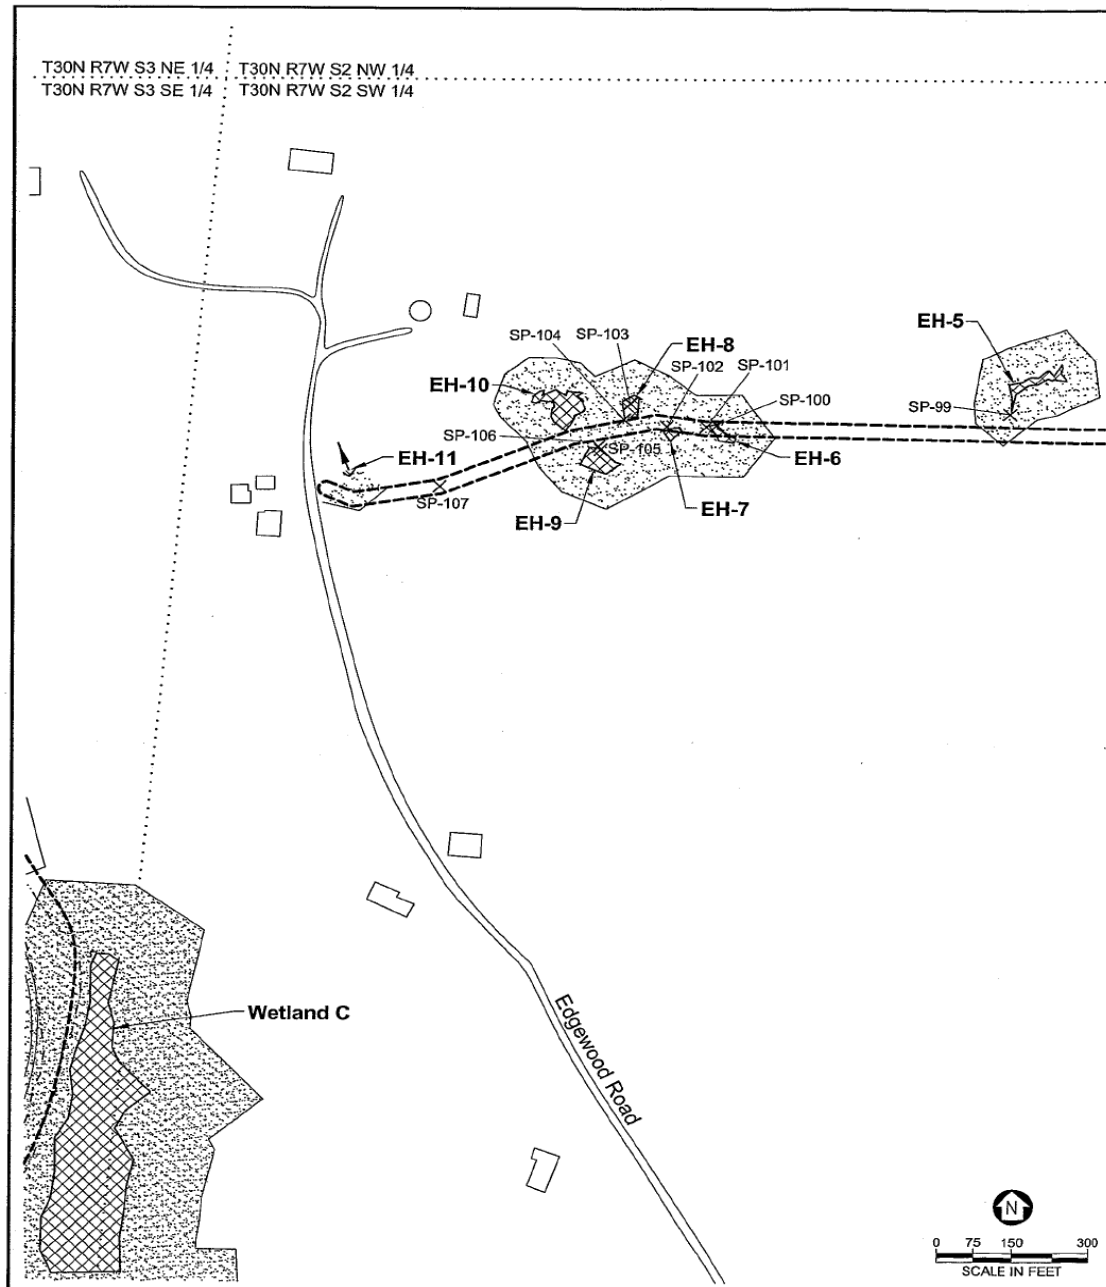 T30N R7W S3 NE 1/4 T30N R7W S2 NW 1/4
T30N R7W S3 SE 1/4 T30N R7W S2 SW 1/4
EH-5
SP-104 SP-103 EH-8
SP-102 SP-101
EH-10
SP-100
SP-99
SP-106 SP-105
EH-11
EH-6
SP-107
EH-9
EH-7
Wetland C
Edgewood Road
N
0 75 150 300
SCALE IN FEET